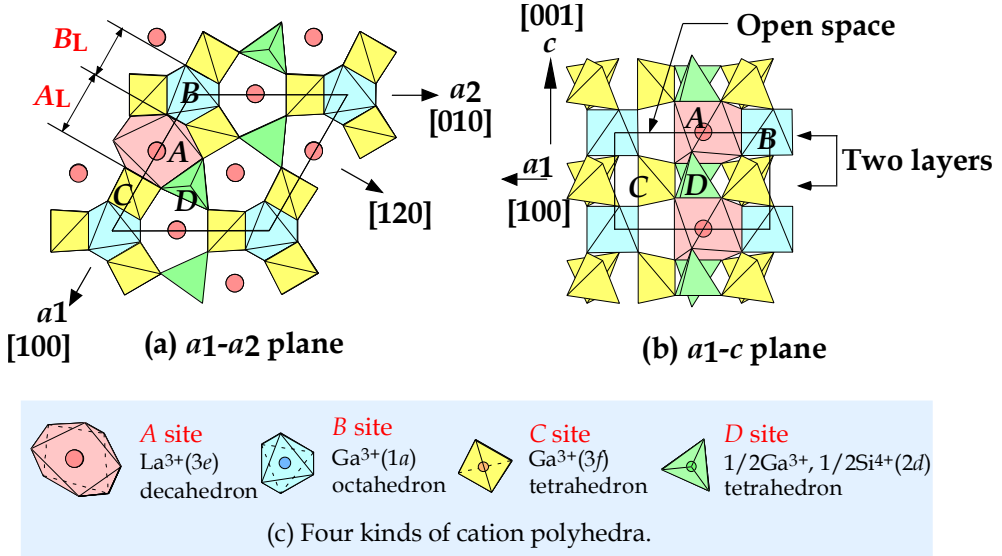 BL
AL
B
A
C
D
a2
[010]
[120]
a1
[100]
(a) a1-a2 plane
[001]
c
Open space
A
B
a1
C
D
Two layers
[100]
(b) a1-c plane
A site
La³⁺(3e)
decahedron
B site
Ga³⁺(1a)
octahedron
C site
Ga³⁺(3f)
tetrahedron
D site
1/2Ga³⁺, 1/2Si⁴⁺(2d)
tetrahedron
(c) Four kinds of cation polyhedra.